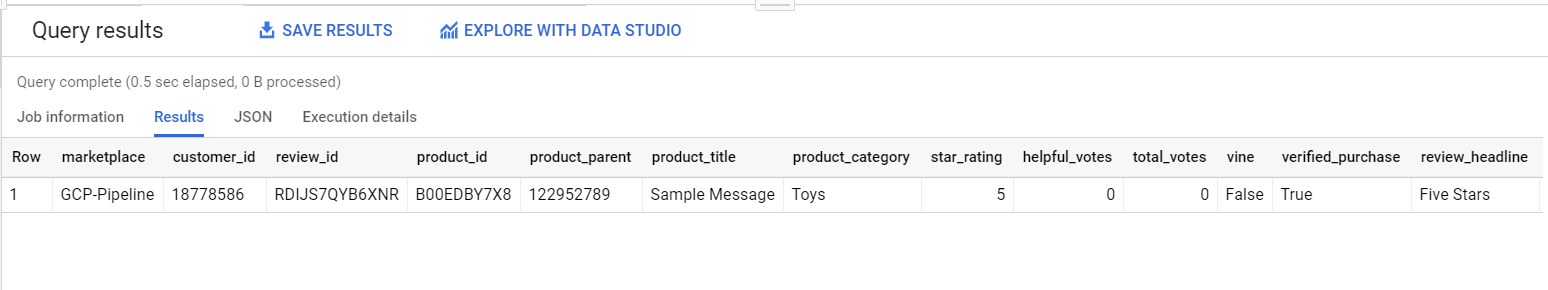 Query results SAVE RESULTS EXPLORE WITH DATA STUDIO
Query complete (0.5 sec elapsed, 0 B processed)
Job information Results JSON Execution details
Row marketplace customer_id review_id product_id product_parent product_title product_category star_rating helpful_votes total_votes vine verified_purchase review_headline
1 GCP-Pipeline 18778586 RDIJS7QYB6XNR B00EDBY7X8 122952789 Sample Message Toys 5 0 0 False True Five Stars